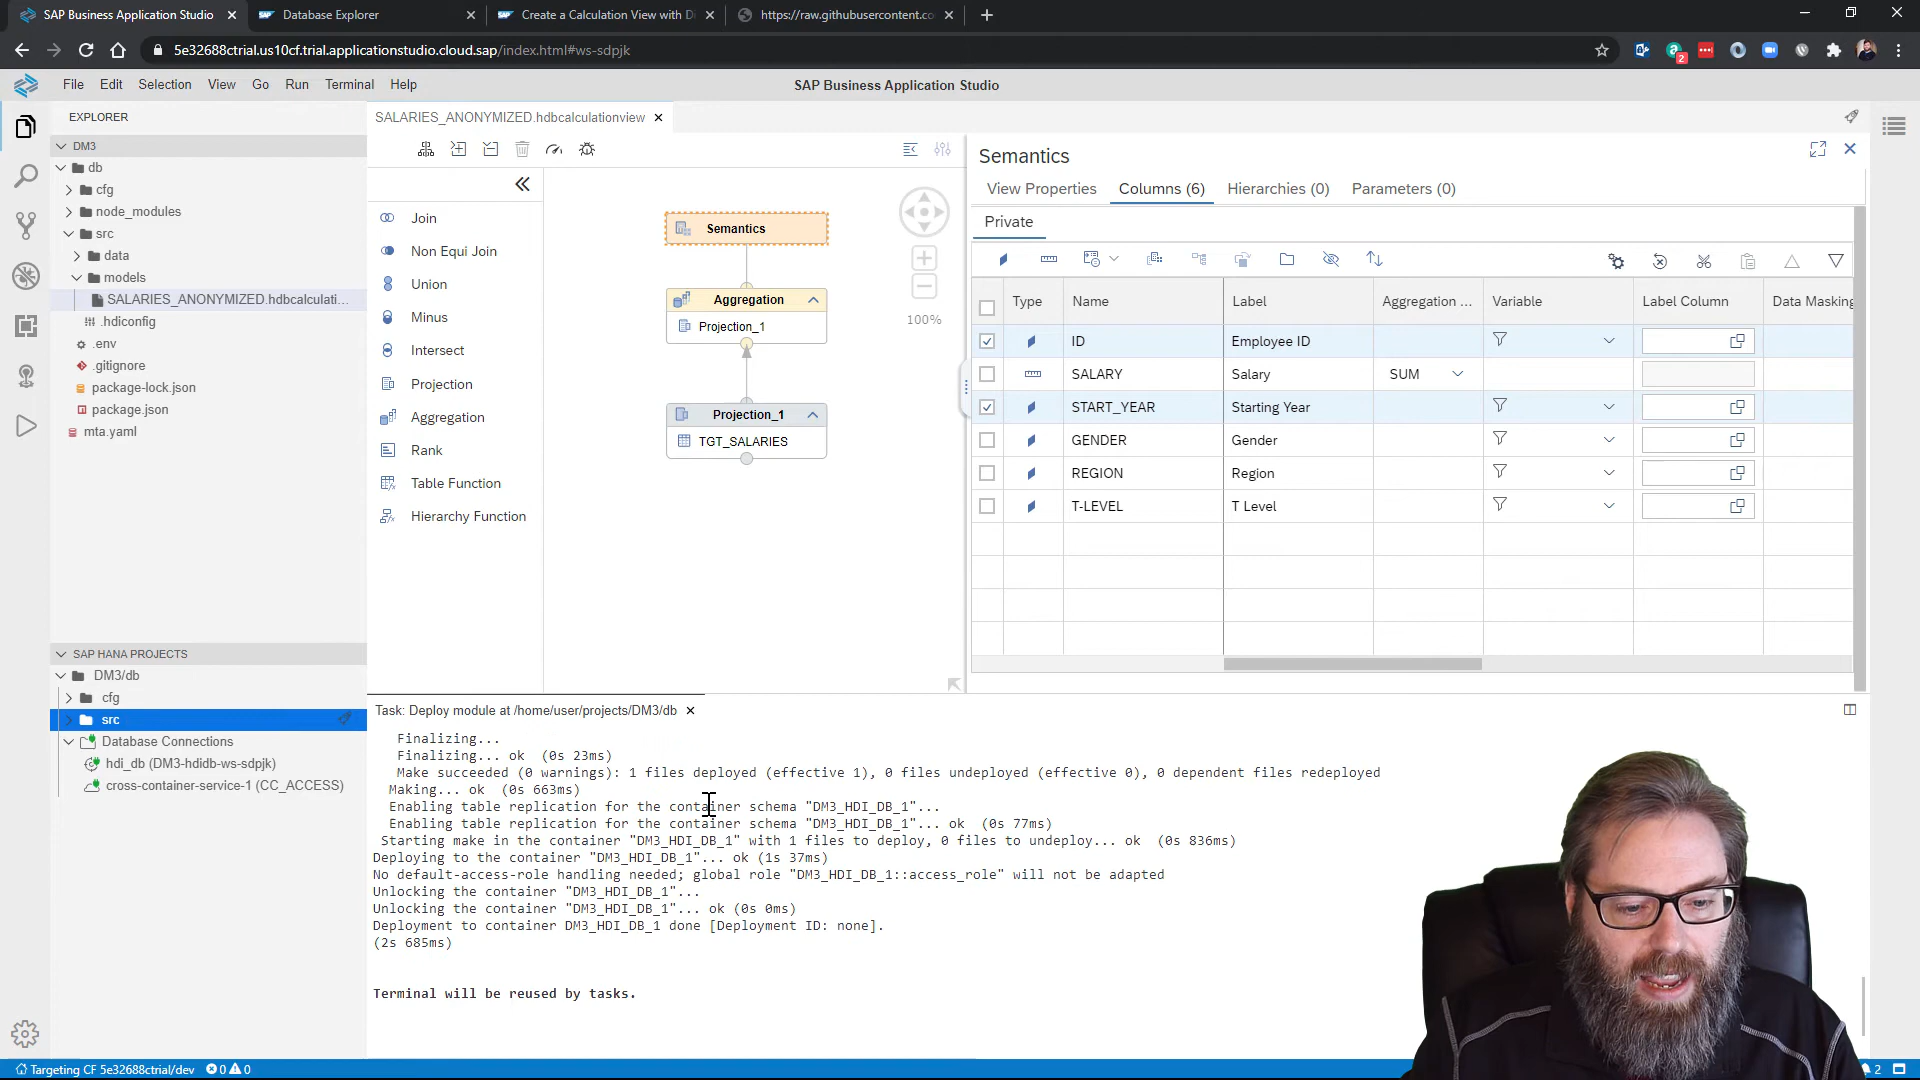 SAP Business Application Studio
Database Explorer
Create a Calculation View with D
https://raw.githubusercontent.co
5e32688ctrial.us10cf.trial.applicationstudio.cloud.sap/index.html#ws-sdpjk
2
File Edit Selection View Go Run Terminal Help
SAP Business Application Studio
EXPLORER
DM3
db
cfg
node_modules
src
data
models
SALARIES_ANONYMIZED.hdbcalculati...
.hdiconfig
.env
.gitignore
package-lock.json
package.json
mta.yaml
SAP HANA PROJECTS
DM3/db
cfg
src
Database Connections
hdi_db (DM3-hdidb-ws-sdpjk)
cross-container-service-1 (CC_ACCESS)
SALARIES_ANONYMIZED.hdbcalculationview
Join
Non Equi Join
Union
Minus
Intersect
Projection
Aggregation
Rank
Table Function
Hierarchy Function
Semantics
Aggregation
Projection_1
Projection_1
TGT_SALARIES
100%
Semantics
View Properties Columns (6) Hierarchies (0) Parameters (0)
Private
Type Name Label Aggregation ... Variable Label Column Data Masking
ID Employee ID
SALARY Salary SUM
START_YEAR Starting Year
GENDER Gender
REGION Region
T-LEVEL T Level
Task: Deploy module at /home/user/projects/DM3/db
Finalizing...
Finalizing... ok (0s 23ms)
Make succeeded (0 warnings): 1 files deployed (effective 1), 0 files undeployed (effective 0), 0 dependent files redeployed
Making... ok (0s 663ms)
Enabling table replication for the container schema "DM3_HDI_DB_1"...
Enabling table replication for the container schema "DM3_HDI_DB_1"... ok (0s 77ms)
Starting make in the container "DM3_HDI_DB_1" with 1 files to deploy, 0 files to undeploy... ok (0s 836ms)
Deploying to the container "DM3_HDI_DB_1"... ok (1s 37ms)
No default-access-role handling needed; global role "DM3_HDI_DB_1::access_role" will not be adapted
Unlocking the container "DM3_HDI_DB_1"...
Unlocking the container "DM3_HDI_DB_1"... ok (0s 0ms)
Deployment to container DM3_HDI_DB_1 done [Deployment ID: none].
(2s 685ms)
Terminal will be reused by tasks.
Targeting CF 5e32688ctrial/dev 0 0
2